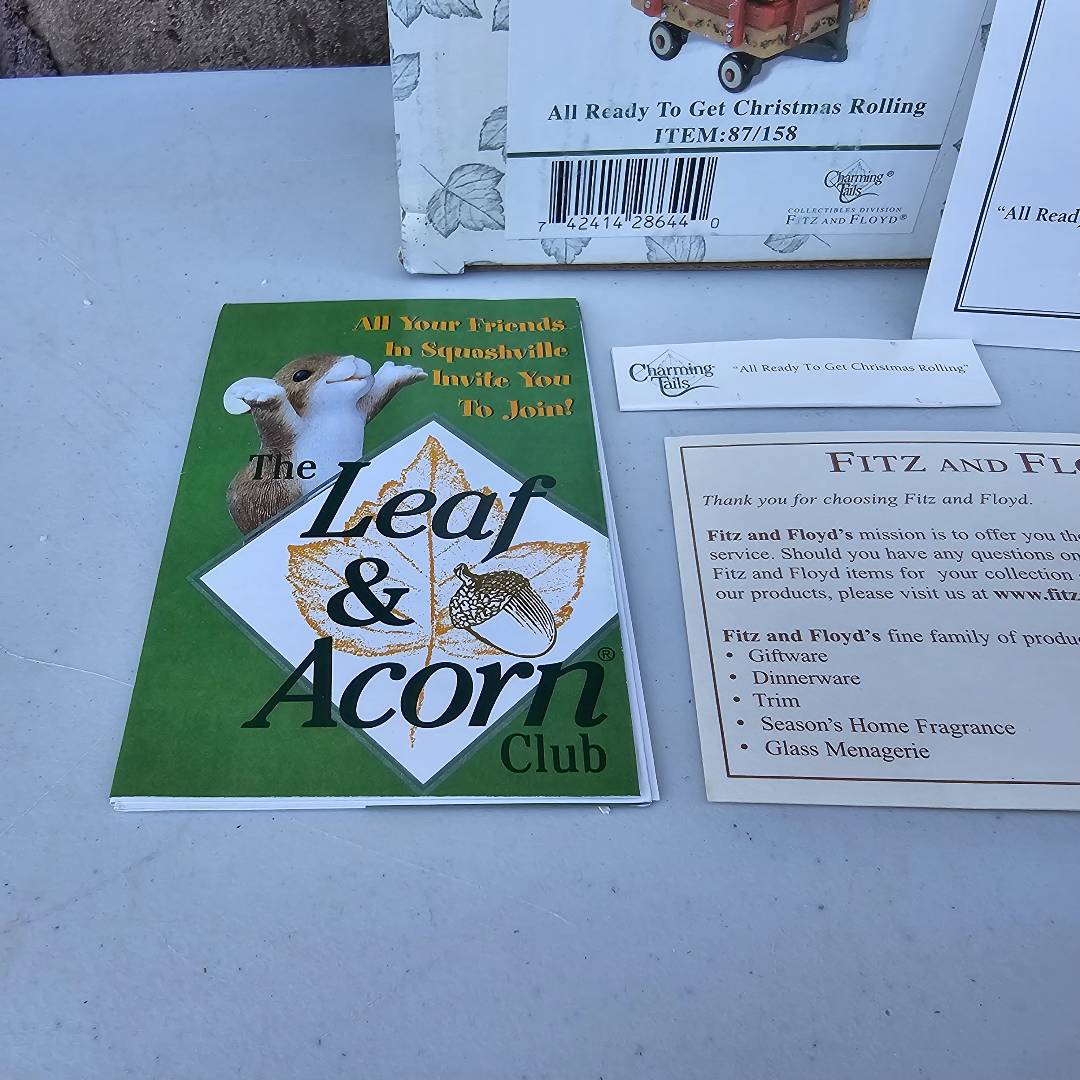 All Ready To Get Christmas Rolling
ITEM:87/158
7 42414 28644 0
Charming Tails®
COLLECTIBLES DIVISION
FITZ AND FLOYD®
"All Read
All Your Friends
In Squashville
Invite You
To Join!
The
Leaf
&
Acorn®
Club
Charming
Tails
"All Ready To Get Christmas Rolling"
FITZ AND FLO
Thank you for choosing Fitz and Floyd.
Fitz and Floyd's mission is to offer you the
service. Should you have any questions on
Fitz and Floyd items for your collection
our products, please visit us at www.fitz
Fitz and Floyd's fine family of produ
• Giftware
• Dinnerware
• Trim
• Season's Home Fragrance
• Glass Menagerie